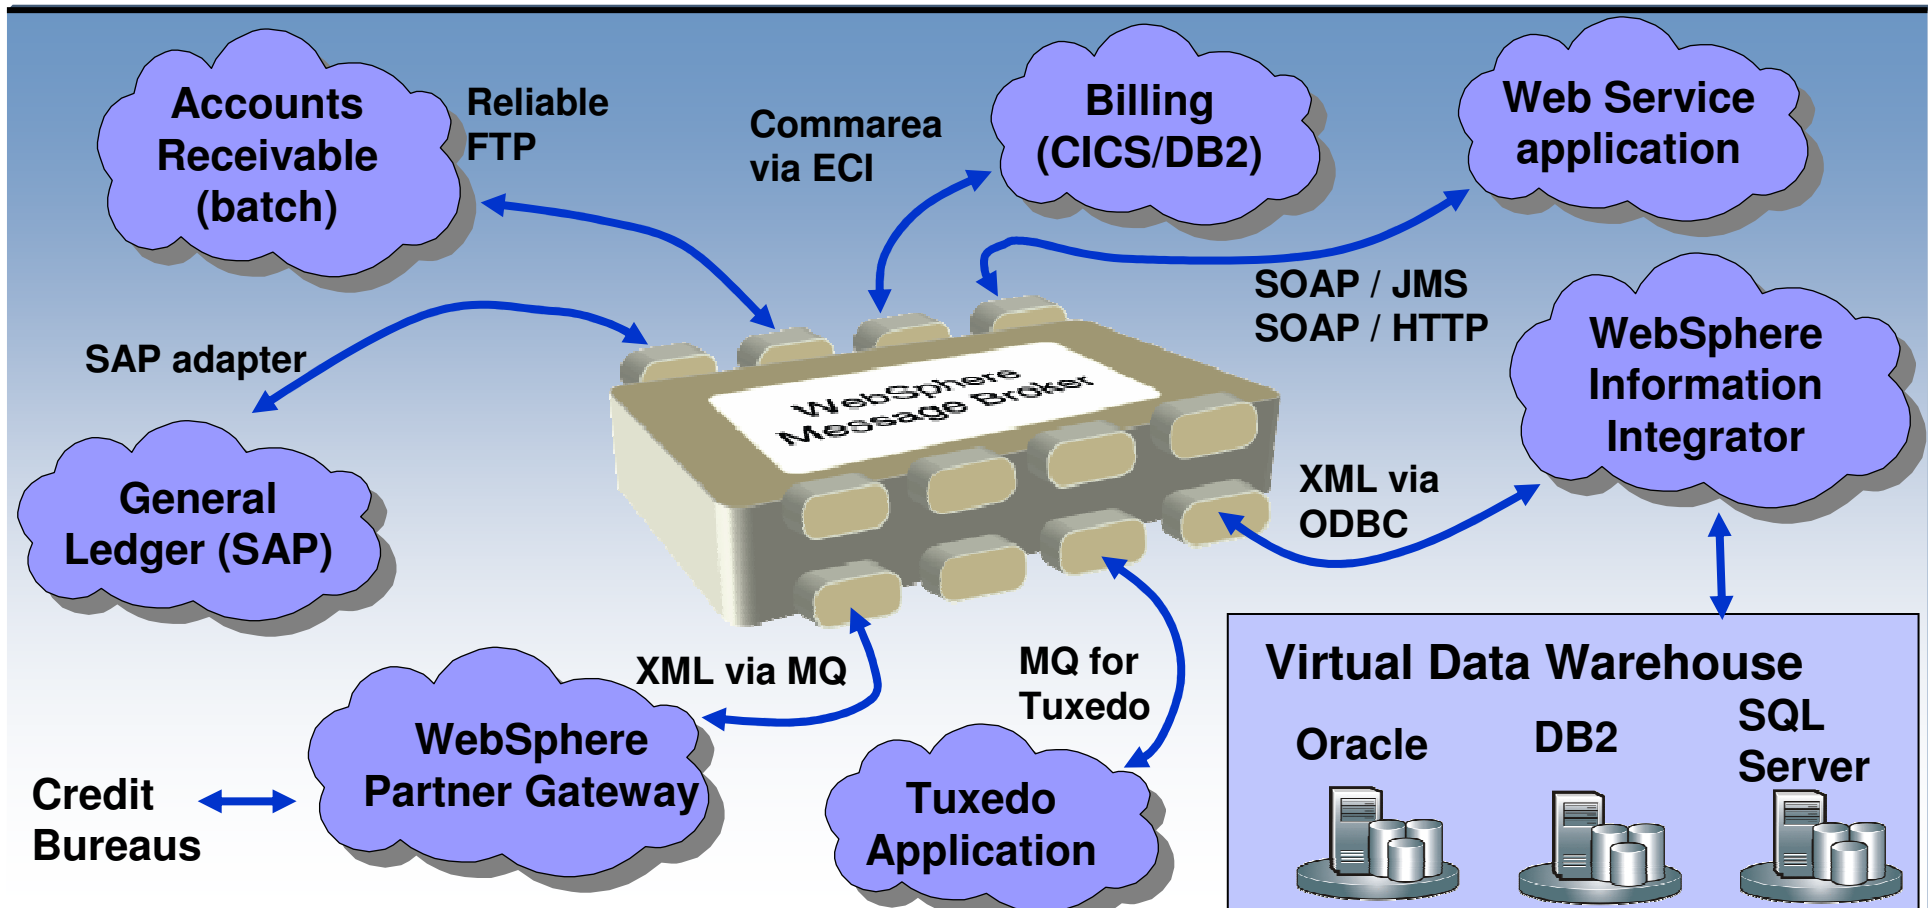 Accounts
Receivable
(batch)
Reliable
FTP
Commarea
via ECI
Billing
(CICS/DB2)
Web Service
application
SOAP / JMS
SOAP / HTTP
SAP adapter
WebSphere
Message Broker
WebSphere
Information
Integrator
General
Ledger (SAP)
XML via
ODBC
XML via MQ
MQ for
Tuxedo
WebSphere
Partner Gateway
Credit
Bureaus
Tuxedo
Application
Virtual Data Warehouse
Oracle
DB2
SQL
Server